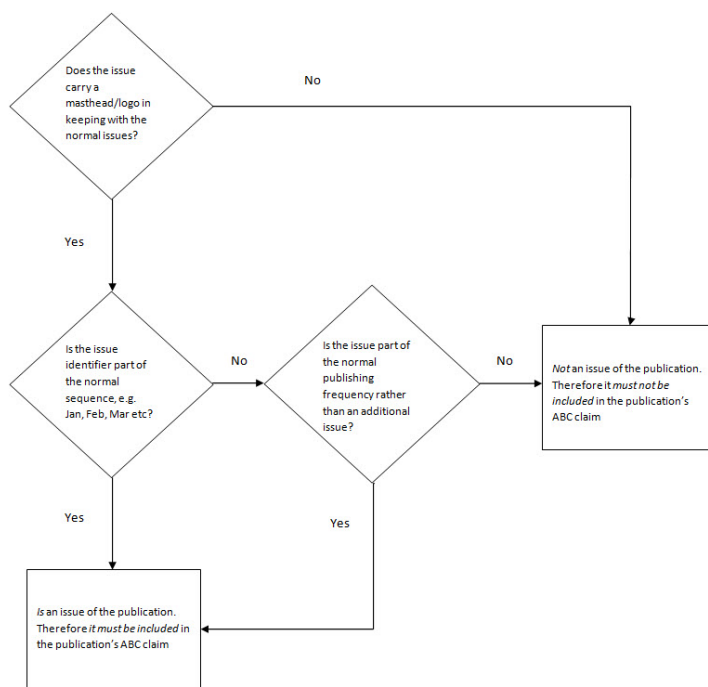 Does the issue
carry a
masthead/logo in
keeping with the
normal issues?
No
Yes
Is the issue
identifier part of
the normal
sequence, e.g.
Jan, Feb, Mar etc?
No
Is the issue part of
the normal
publishing
frequency rather
than an additional
issue?
No
Not an issue of the publication.
Therefore it must not be
included in the publication's
ABC claim
Yes
Yes
Is an issue of the publication.
Therefore it must be included in
the publication's ABC claim